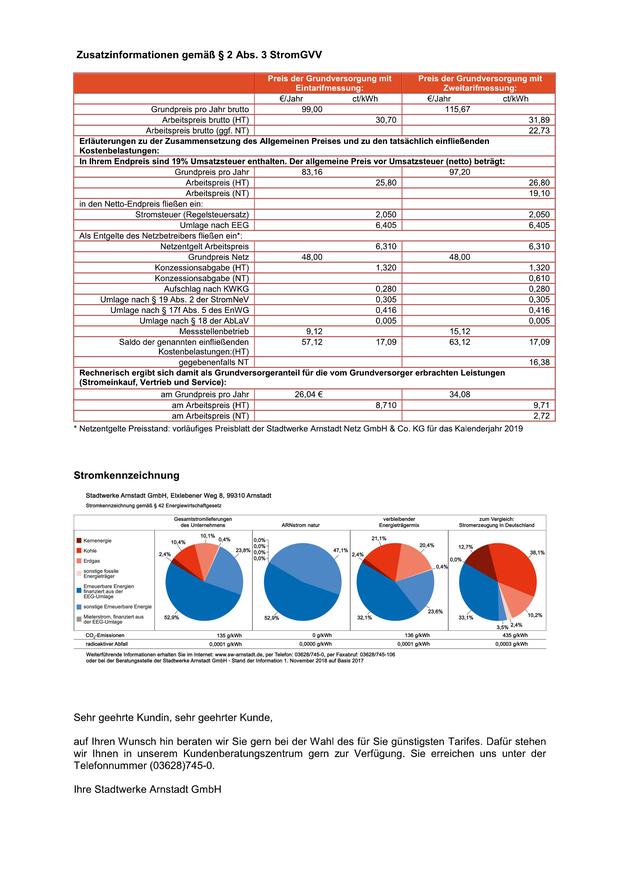 Zusatzinformationen gemäß § 2 Abs. 3 StromGVV
Preis der Grundversorgung mit Eintarifmessung: Preis der Grundversorgung mit Zweitarifmessung:
€/Jahr ct/kWh €/Jahr ct/kWh
Grundpreis pro Jahr brutto 99,00 115,67
Arbeitspreis brutto (HT) 30,70 31,89
Arbeitspreis brutto (ggf. NT) 22,73
Erläuterungen zu der Zusammensetzung des Allgemeinen Preises und zu den tatsächlich einfließenden
Kostenbelastungen:
In Ihrem Endpreis sind 19% Umsatzsteuer enthalten. Der allgemeine Preis vor Umsatzsteuer (netto) beträgt:
Grundpreis pro Jahr 83,16 97,20
Arbeitspreis (HT) 25,80 26,80
Arbeitspreis (NT) 19,10
in den Netto-Endpreis fließen ein:
Stromsteuer (Regelsteuersatz) 2,050 2,050
Umlage nach EEG 6,405 6,405
Als Entgelte des Netzbetreibers fließen ein*:
Netzentgelt Arbeitspreis 6,310 6,310
Grundpreis Netz 48,00 48,00
Konzessionsabgabe (HT) 1,320 1,320
Konzessionsabgabe (NT) 0,610
Aufschlag nach KWKG 0,280 0,280
Umlage nach § 19 Abs. 2 der StromNeV 0,305 0,305
Umlage nach § 17f Abs. 5 des EnWG 0,416 0,416
Umlage nach § 18 der AbLaV 0,005 0,005
Messstellenbetrieb 9,12 15,12
Saldo der genannten einfließenden 57,12 17,09 63,12 17,09
Kostenbelastungen:(HT)
gegebenenfalls NT 16,38
Rechnerisch ergibt sich damit als Grundversorgeranteil für die vom Grundversorger erbrachten Leistungen
(Stromeinkauf, Vertrieb und Service):
am Grundpreis pro Jahr 26,04 € 34,08
am Arbeitspreis (HT) 8,710 9,71
am Arbeitspreis (NT) 2,72
* Netzentgelte Preisstand: vorläufiges Preisblatt der Stadtwerke Arnstadt Netz GmbH & Co. KG für das Kalenderjahr 2019
Stromkennzeichnung
Stadtwerke Arnstadt GmbH, Elxlebener Weg 8, 99310 Arnstadt
Stromkennzeichnung gemäß § 42 Energiewirtschaftsgesetz
Gesamtstromlieferungen des Unternehmens
ARNstrom natur
verbleibender Energieträgermix
zum Vergleich: Stromerzeugung in Deutschland
Kernenergie
Kohle
Erdgas
sonstige fossile
Energieträger
Erneuerbare Energien
finanziert aus der
EEG-Umlage
sonstige Erneuerbare Energie
Mieterstrom, finanziert aus
der EEG-Umlage
2,4% 10,4% 10,1% 0,4% 23,8% 52,9%
0,0% 0,0% 0,0% 0,0% 47,1% 52,9%
2,4% 21,1% 20,4% 0,4% 23,6% 32,1%
0,0% 12,7% 38,1% 10,2% 2,4% 3,5% 33,1%
CO2-Emissionen 135 g/kWh 0 g/kWh 136 g/kWh 435 g/kWh
radioaktiver Abfall 0,0001 g/kWh 0,0000 g/kWh 0,0001 g/kWh 0,0003 g/kWh
Weiterführende Informationen erhalten Sie im Internet: www.sw-arnstadt.de, per Telefon: 03628/745-0, per Faxabruf: 03628/745-106
oder bei der Beratungsstelle der Stadtwerke Arnstadt GmbH · Stand der Information 1. November 2018 auf Basis 2017
Sehr geehrte Kundin, sehr geehrter Kunde,
auf Ihren Wunsch hin beraten wir Sie gern bei der Wahl des für Sie günstigsten Tarifes. Dafür stehen
wir Ihnen in unserem Kundenberatungszentrum gern zur Verfügung. Sie erreichen uns unter der
Telefonnummer (03628)745-0.
Ihre Stadtwerke Arnstadt GmbH